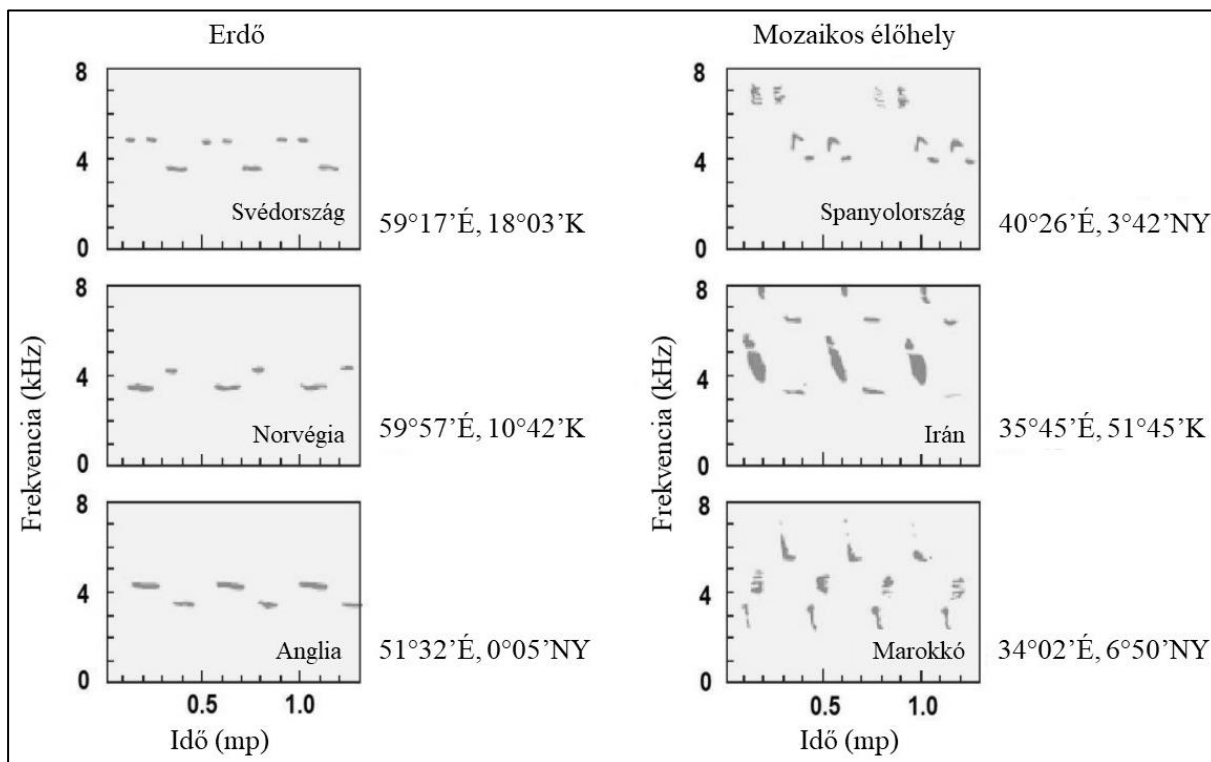 Erdő
8
4
0
Svédország
59°17’É, 18°03’K
8
4
0
Norvégia
59°57’É, 10°42’K
8
4
0
Anglia
51°32’É, 0°05’NY
0.5 1.0
Idő (mp)
Frekvencia (kHz)
Mozaikos élőhely
8
4
0
Spanyolország
40°26’É, 3°42’NY
8
4
0
Irán
35°45’É, 51°45’K
8
4
0
Marokkó
34°02’É, 6°50’NY
0.5 1.0
Idő (mp)
Frekvencia (kHz)